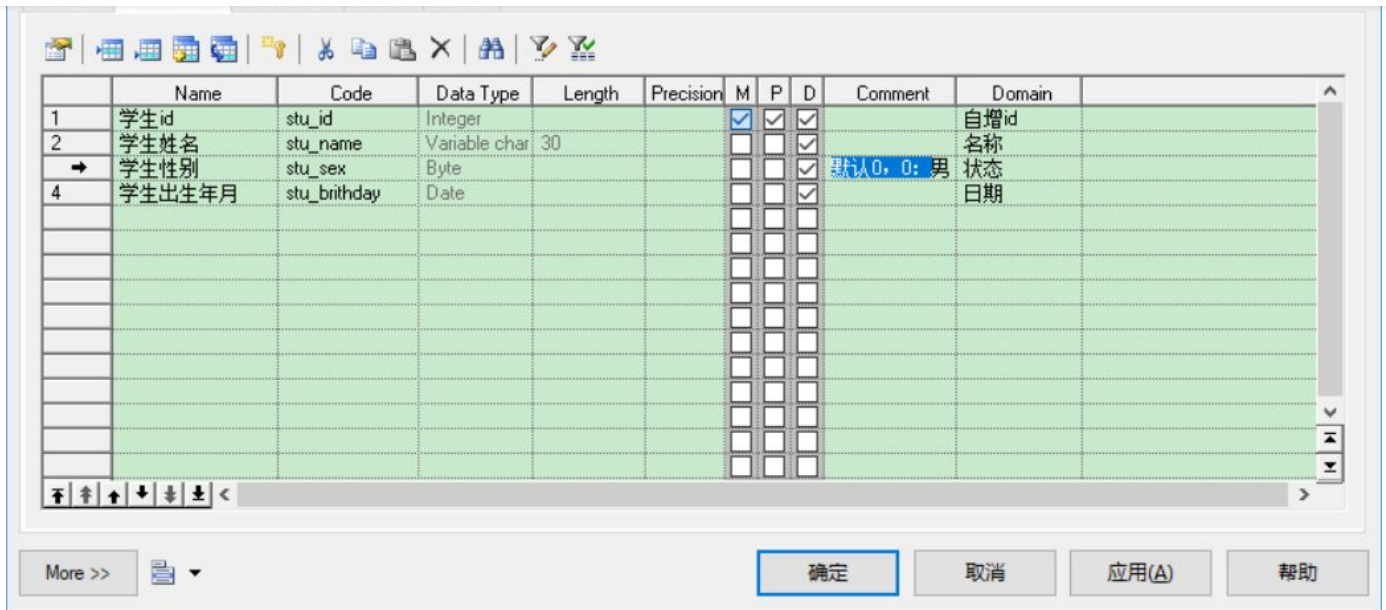 Name Code Data Type Length Precision M P D Comment Domain
1 学生id stu_id Integer 自增id
2 学生姓名 stu_name Variable char 30 名称
学生性别 stu_sex Byte 默认0，0：男 状态
4 学生出生年月 stu_brithday Date 日期
More >> 确定 取消 应用(A) 帮助